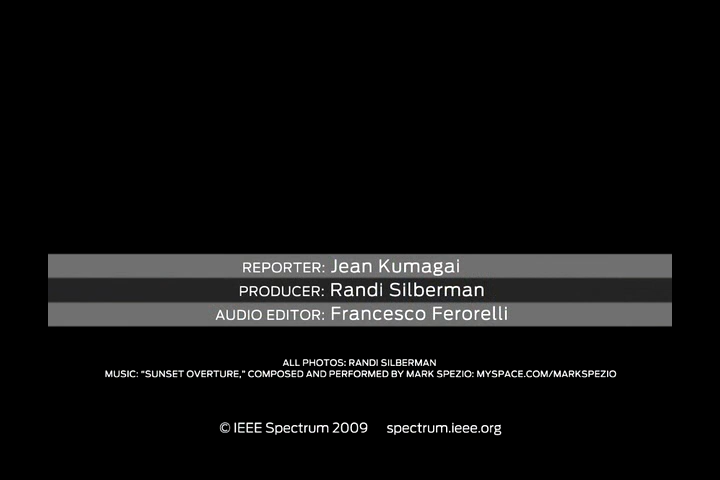 REPORTER: Jean Kumagai
PRODUCER: Randi Silberman
AUDIO EDITOR: Francesco Ferorelli
ALL PHOTOS: RANDI SILBERMAN
MUSIC: "SUNSET OVERTURE," COMPOSED AND PERFORMED BY MARK SPEZIO: MYSPACE.COM/MARKSPEZIO
© IEEE Spectrum 2009 spectrum.ieee.org